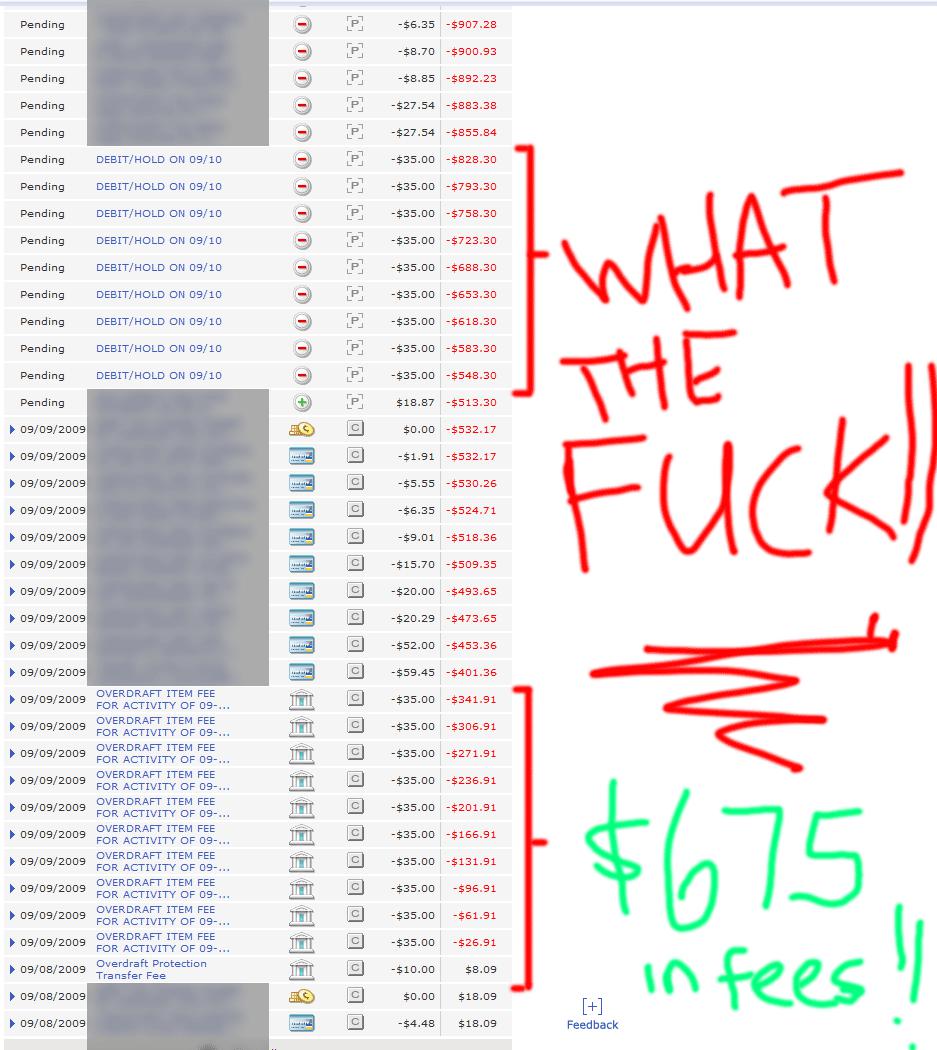 Pending -$6.35 -$907.28
Pending -$8.70 -$900.93
Pending -$8.85 -$892.23
Pending -$27.54 -$883.38
Pending -$27.54 -$855.84
Pending DEBIT/HOLD ON 09/10 P -$35.00 -$828.30
Pending DEBIT/HOLD ON 09/10 P -$35.00 -$793.30
Pending DEBIT/HOLD ON 09/10 P -$35.00 -$758.30
Pending DEBIT/HOLD ON 09/10 P -$35.00 -$723.30
Pending DEBIT/HOLD ON 09/10 P -$35.00 -$688.30
Pending DEBIT/HOLD ON 09/10 P -$35.00 -$653.30
Pending DEBIT/HOLD ON 09/10 P -$35.00 -$618.30
Pending DEBIT/HOLD ON 09/10 P -$35.00 -$583.30
Pending DEBIT/HOLD ON 09/10 P -$35.00 -$548.30
Pending P $18.87 -$513.30
09/09/2009 C $0.00 -$532.17
09/09/2009 C -$1.91 -$532.17
09/09/2009 C -$5.55 -$530.26
09/09/2009 C -$6.35 -$524.71
09/09/2009 C -$9.01 -$518.36
09/09/2009 C -$15.70 -$509.35
09/09/2009 C -$20.00 -$493.65
09/09/2009 C -$20.29 -$473.65
09/09/2009 C -$52.00 -$453.36
09/09/2009 C -$59.45 -$401.36
09/09/2009 OVERDRAFT ITEM FEE C -$35.00 -$341.91
FOR ACTIVITY OF 09-...
09/09/2009 OVERDRAFT ITEM FEE C -$35.00 -$306.91
FOR ACTIVITY OF 09-...
09/09/2009 OVERDRAFT ITEM FEE C -$35.00 -$271.91
FOR ACTIVITY OF 09-...
09/09/2009 OVERDRAFT ITEM FEE C -$35.00 -$236.91
FOR ACTIVITY OF 09-...
09/09/2009 OVERDRAFT ITEM FEE C -$35.00 -$201.91
FOR ACTIVITY OF 09-...
09/09/2009 OVERDRAFT ITEM FEE C -$35.00 -$166.91
FOR ACTIVITY OF 09-...
09/09/2009 OVERDRAFT ITEM FEE C -$35.00 -$131.91
FOR ACTIVITY OF 09-...
09/09/2009 OVERDRAFT ITEM FEE C -$35.00 -$96.91
FOR ACTIVITY OF 09-...
09/09/2009 OVERDRAFT ITEM FEE C -$35.00 -$61.91
FOR ACTIVITY OF 09-...
09/09/2009 OVERDRAFT ITEM FEE C -$35.00 -$26.91
FOR ACTIVITY OF 09-...
09/08/2009 Overdraft Protection C -$10.00 $8.09
Transfer Fee
09/08/2009 C $0.00 $18.09
09/08/2009 C -$4.48 $18.09
WHAT
THE
FUCK!!
$675
in fees!!
[+]
Feedback